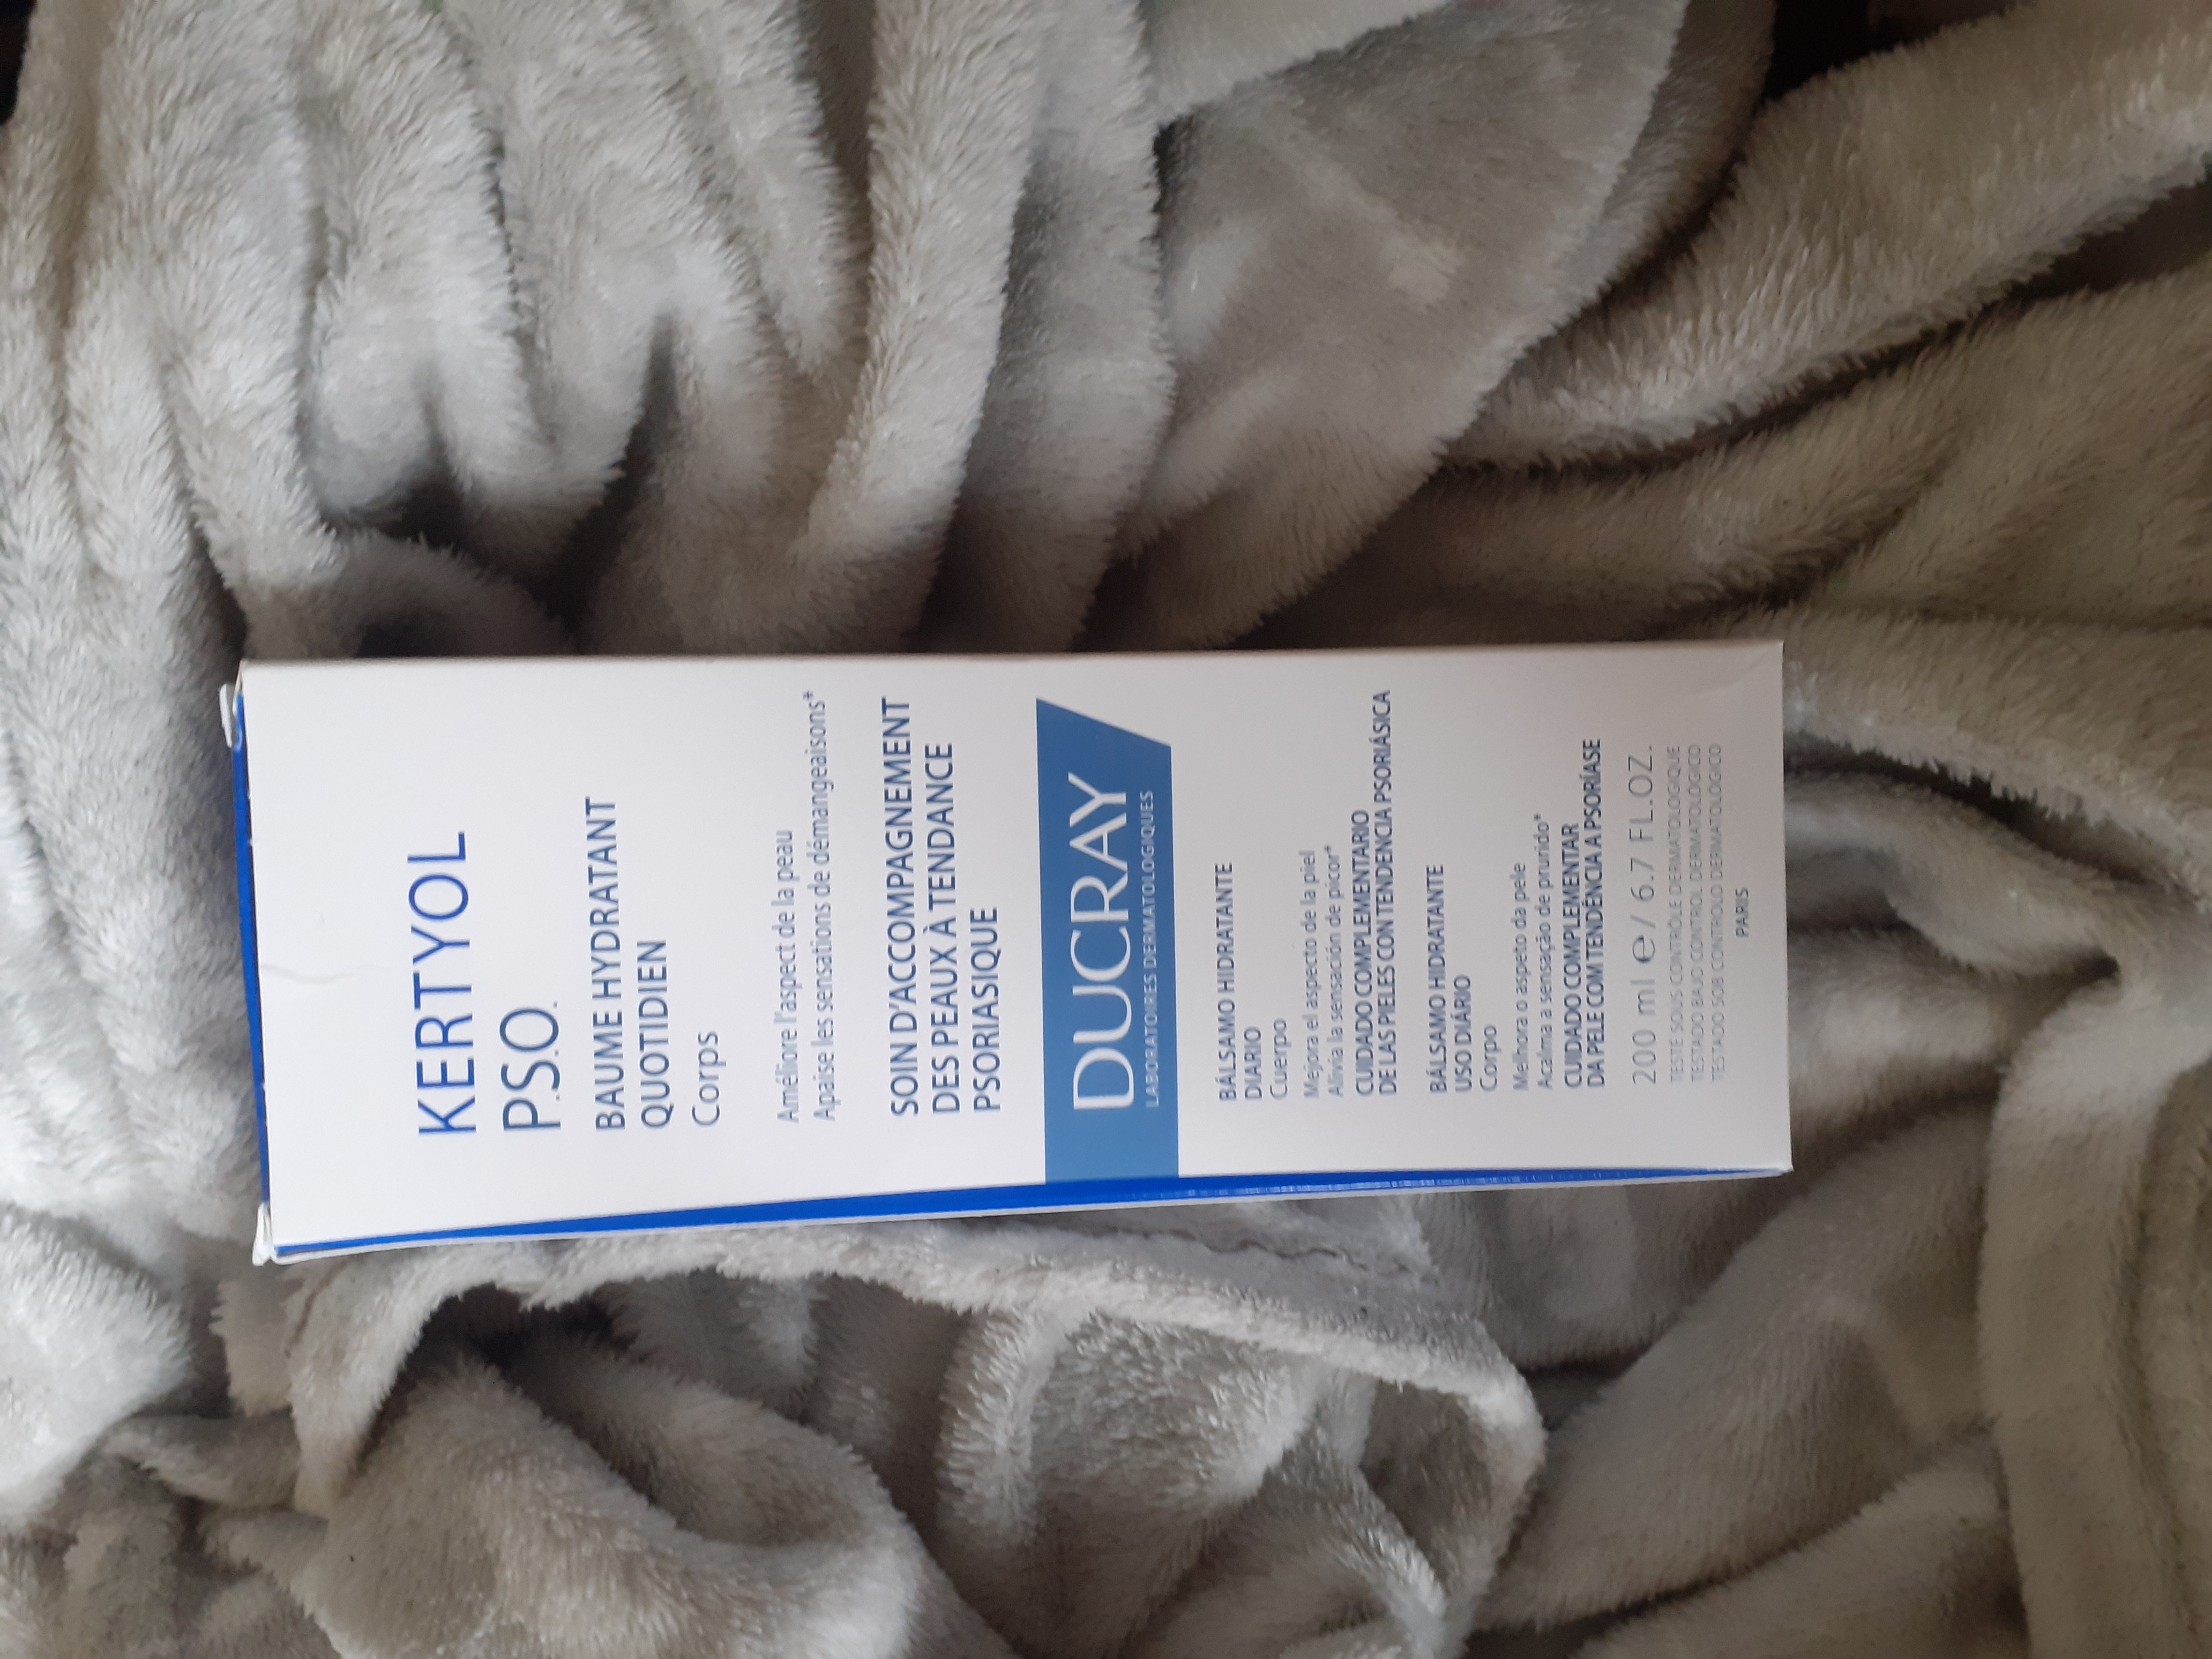 KERTYOL
P.S.O.
BAUME HYDRATANT
QUOTIDIEN
Corps
Améliore l'aspect de la peau
Apaise les sensations de démangeaisons*
SOIN D'ACCOMPAGNEMENT
DES PEAUX À TENDANCE
PSORIASIQUE
DUCRAY
LABORATOIRES DERMATOLOGIQUES
BÁLSAMO HIDRATANTE
DIARIO
Cuerpo
Mejora el aspecto de la piel
Alivia la sensación de picor*
CUIDADO COMPLEMENTARIO
DE LAS PIELES CON TENDENCIA PSORIÁSICA
BÁLSAMO HIDRATANTE
USO DIÁRIO
Corpo
Melhora o aspeto da pele
Acalma a sensação de prurido*
CUIDADO COMPLEMENTAR
DA PELE COM TENDÊNCIA A PSORÍASE
200 ml e / 6.7 FL.OZ.
TESTÉ SOUS CONTRÔLE DERMATOLOGIQUE
TESTADO BAJO CONTROL DERMATOLÓGICO
TESTADO SOB CONTROLO DERMATOLÓGICO
PARIS